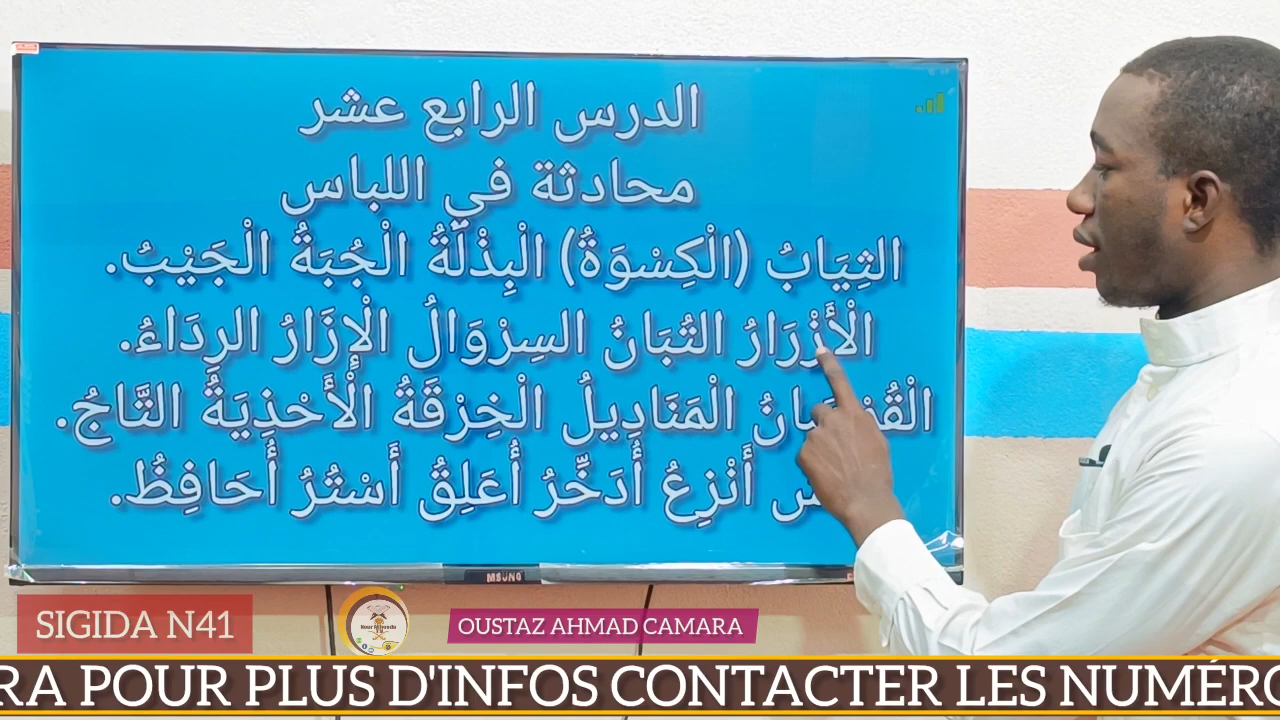 الدرس الرابع عشر
محادثة في اللباس
الثِيَابُ (الْكِسْوَةُ) الْبِذْلَةُ الْجُبَةُ الْجَيْبُ.
الْأَزْرَارُ التُبَانُ السِرْوَالُ الْإِزَارُ الرِدَاءُ.
الْمَنَادِيلُ الْخِرْقَةُ الْأَحْذِيَةُ التَّاجُ.
أَنْزِعُ أَدَخِّرُ أُعَلِقُ أَسْتُرُ أُحَافِظُ.
SIGIDA N41
Nour
OUSTAZ AHMAD CAMARA
RA POUR PLUS D'INFOS CONTACTER LES NUMÉRO